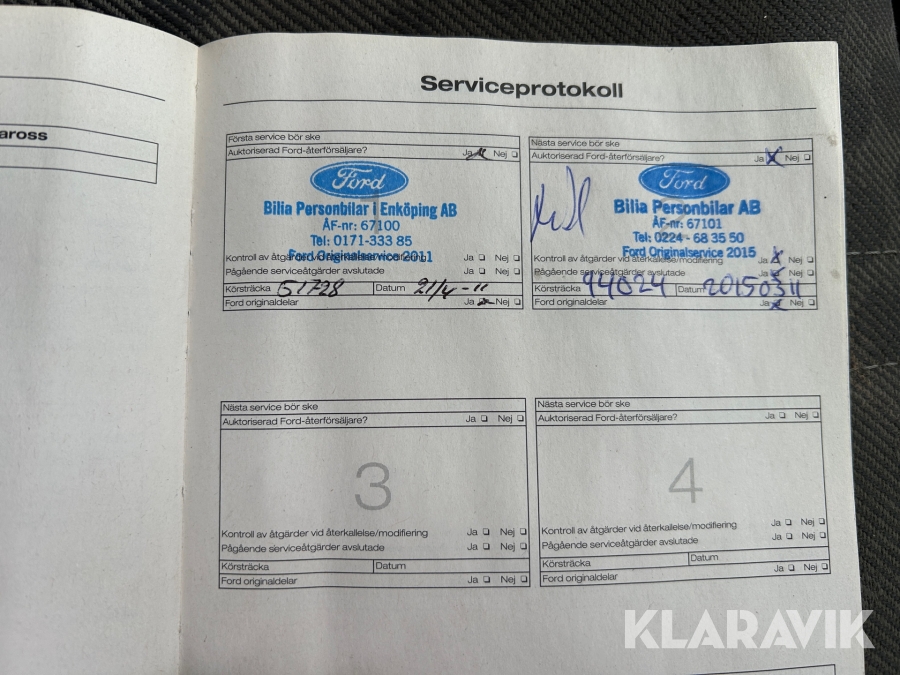 aross
Serviceprotokoll
Första service bör ske
Auktoriserad Ford-återförsäljare? Ja Nej
Ford
Bilia Personbilar i Enköping AB
ÅF-nr: 67100
Tel: 0171-333 85
Ford Originalservice 2011
Kontroll av åtgärder vid återkallelse/modifiering Ja Nej
Pågående serviceåtgärder avslutade Ja Nej
Körsträcka 51728 Datum 21/4-11
Ford originaldelar Ja Nej
Nästa service bör ske
Auktoriserad Ford-återförsäljare? Ja Nej
Ford
Bilia Personbilar AB
ÅF-nr: 67101
Tel: 0224-68 35 50
Ford Originalservice 2015
Kontroll av åtgärder vid återkallelse/modifiering Ja Nej
Pågående serviceåtgärder avslutade Ja Nej
Körsträcka 94024 Datum 20150311
Ford originaldelar Ja Nej
Nästa service bör ske
Auktoriserad Ford-återförsäljare? Ja Nej
3
Kontroll av åtgärder vid återkallelse/modifiering Ja Nej
Pågående serviceåtgärder avslutade Ja Nej
Körsträcka Datum
Ford originaldelar Ja Nej
Nästa service bör ske
Auktoriserad Ford-återförsäljare? Ja Nej
4
Kontroll av åtgärder vid återkallelse/modifiering Ja Nej
Pågående serviceåtgärder avslutade Ja Nej
Körsträcka Datum
Ford originaldelar Ja Nej
KLARAVIK